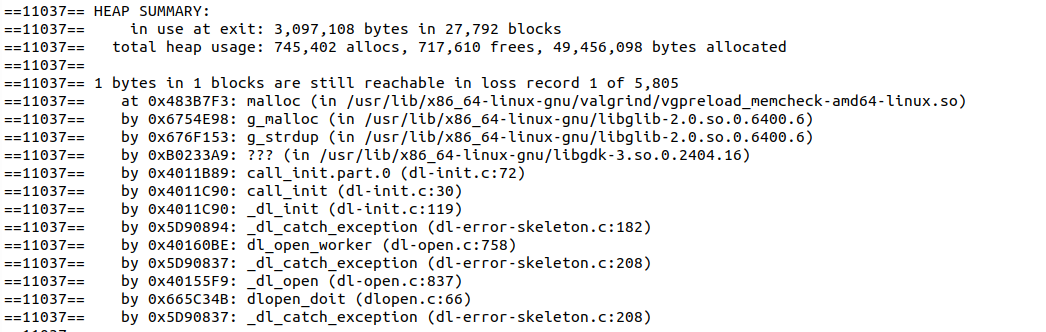 ==11037== HEAP SUMMARY:
==11037==     in use at exit: 3,097,108 bytes in 27,792 blocks
==11037==   total heap usage: 745,402 allocs, 717,610 frees, 49,456,098 bytes allocated
==11037==
==11037== 1 bytes in 1 blocks are still reachable in loss record 1 of 5,805
==11037==    at 0x483B7F3: malloc (in /usr/lib/x86_64-linux-gnu/valgrind/vgpreload_memcheck-amd64-linux.so)
==11037==    by 0x6754E98: g_malloc (in /usr/lib/x86_64-linux-gnu/libglib-2.0.so.0.6400.6)
==11037==    by 0x676F153: g_strdup (in /usr/lib/x86_64-linux-gnu/libglib-2.0.so.0.6400.6)
==11037==    by 0xB0233A9: ??? (in /usr/lib/x86_64-linux-gnu/libgdk-3.so.0.2404.16)
==11037==    by 0x4011B89: call_init.part.0 (dl-init.c:72)
==11037==    by 0x4011C90: call_init (dl-init.c:30)
==11037==    by 0x4011C90: _dl_init (dl-init.c:119)
==11037==    by 0x5D90894: _dl_catch_exception (dl-error-skeleton.c:182)
==11037==    by 0x40160BE: dl_open_worker (dl-open.c:758)
==11037==    by 0x5D90837: _dl_catch_exception (dl-error-skeleton.c:208)
==11037==    by 0x40155F9: _dl_open (dl-open.c:837)
==11037==    by 0x665C34B: dlopen_doit (dlopen.c:66)
==11037==    by 0x5D90837: _dl_catch_exception (dl-error-skeleton.c:208)